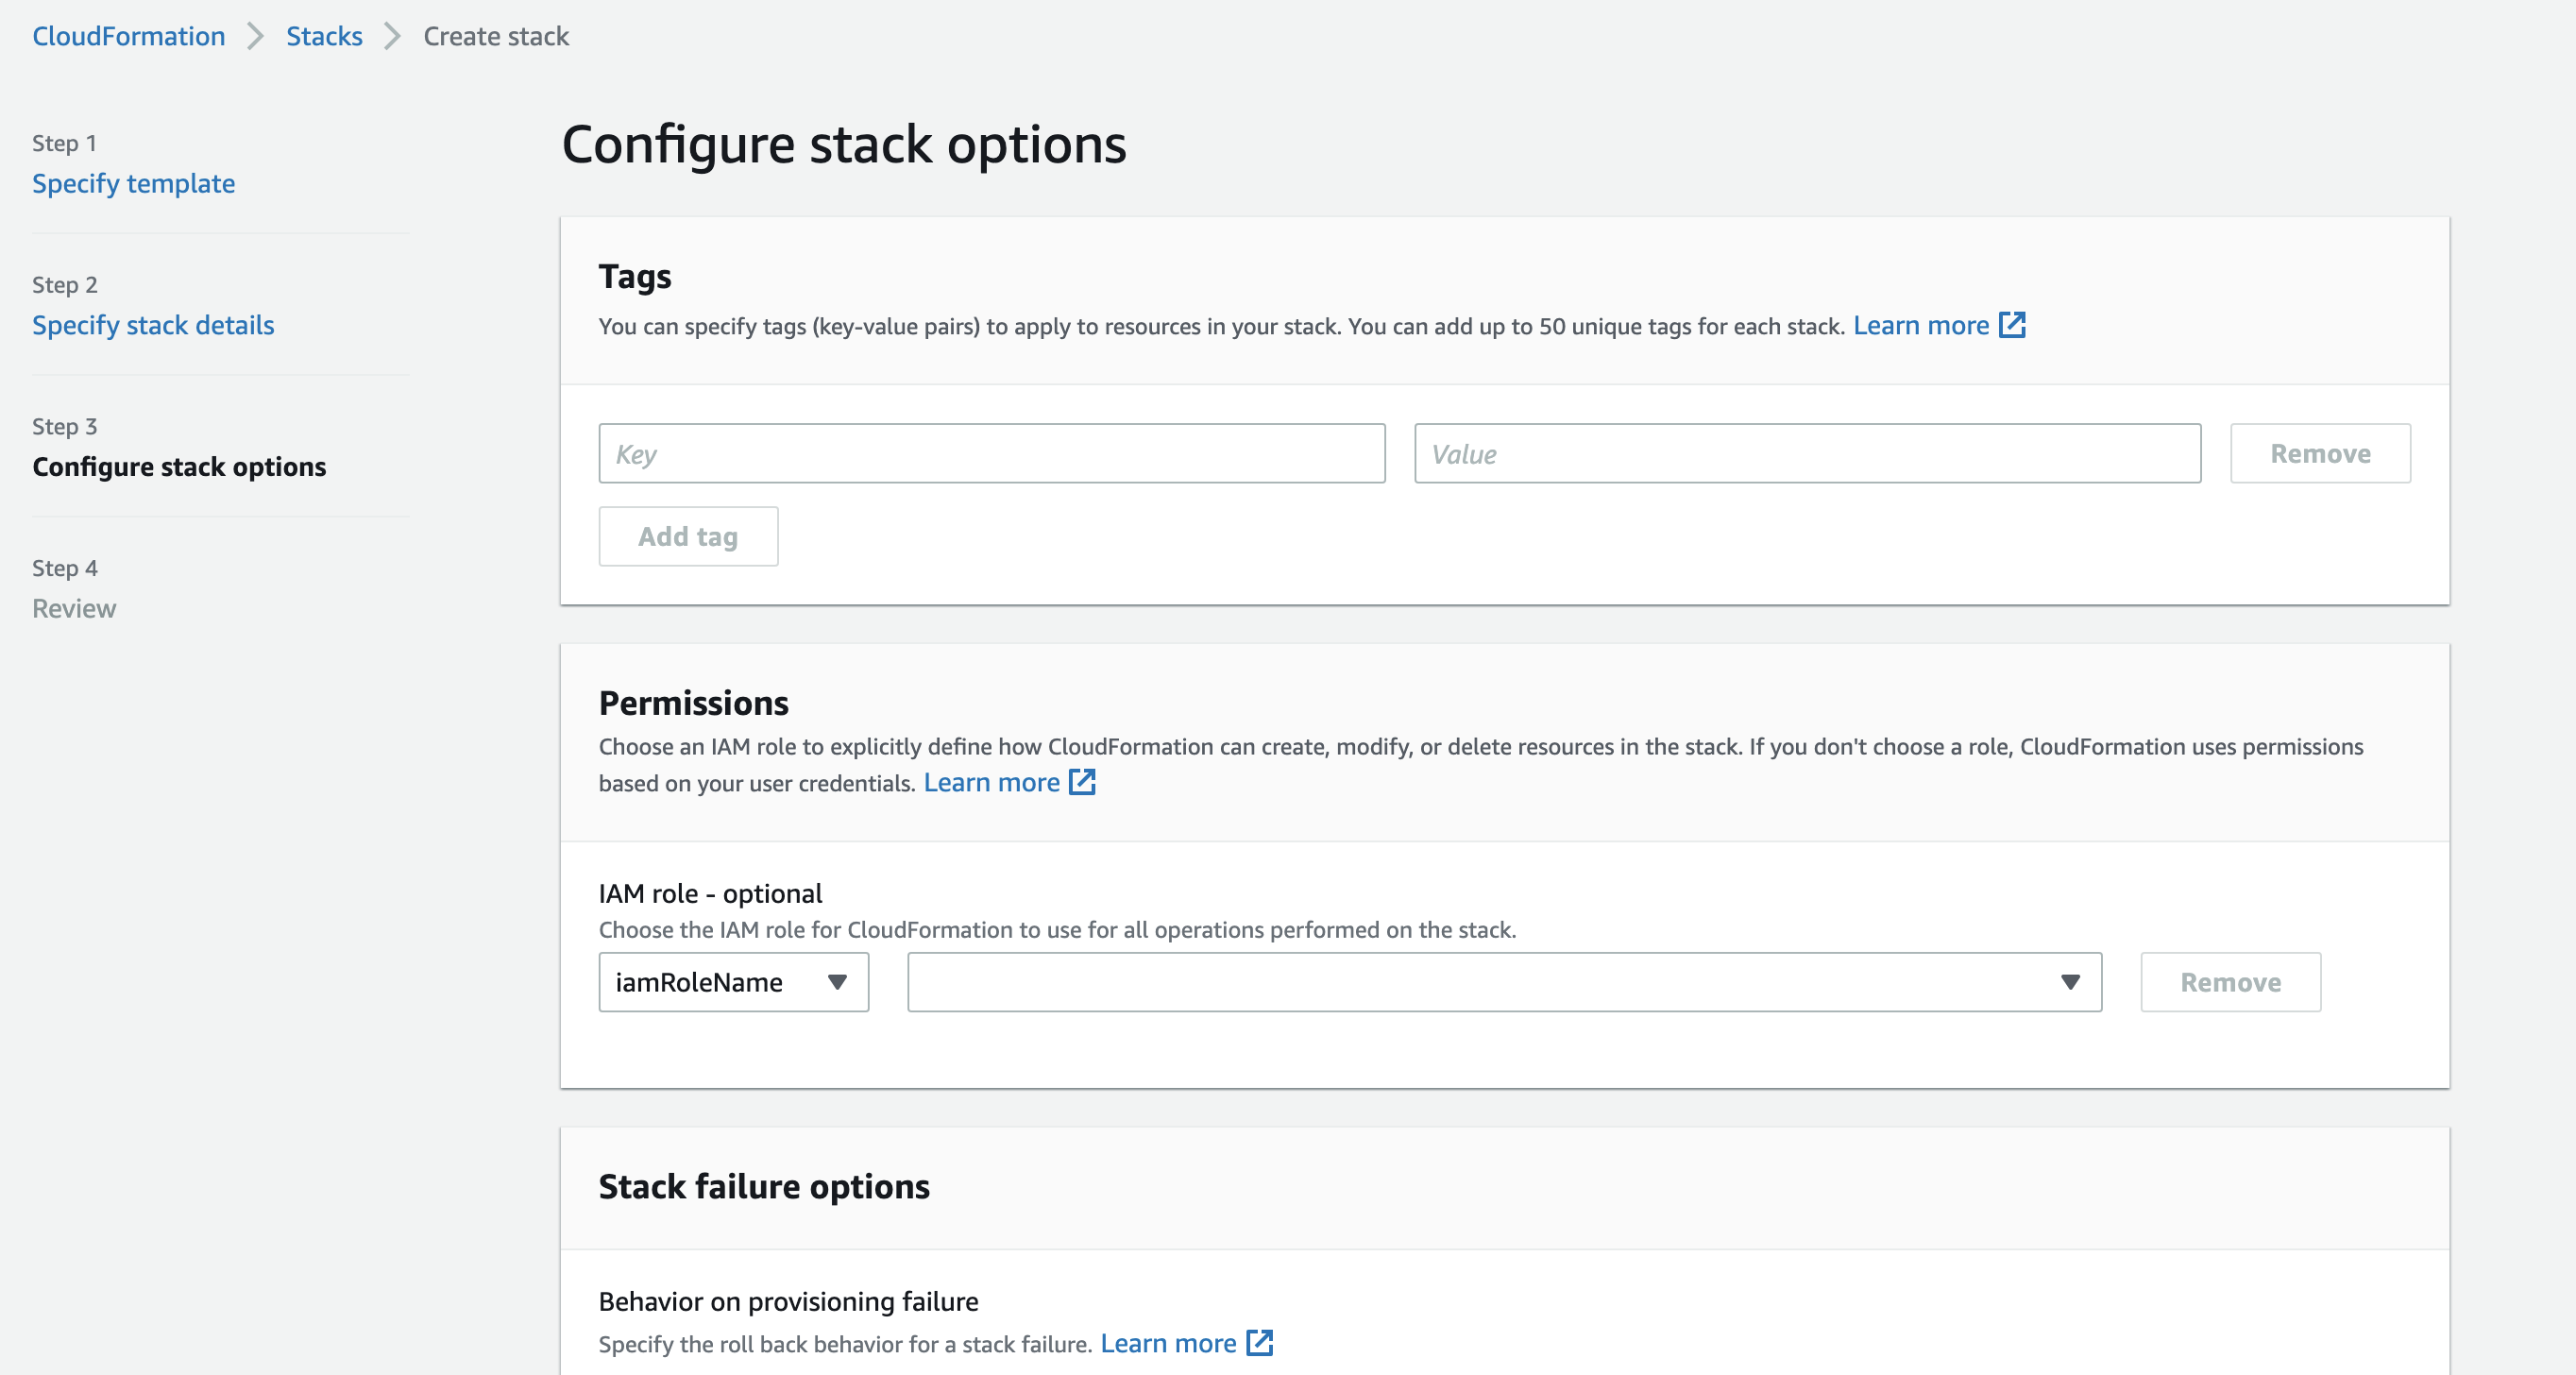 CloudFormation > Stacks > Create stack
Step 1
Specify template
Step 2
Specify stack details
Step 3
Configure stack options
Step 4
Review
Configure stack options
Tags
You can specify tags (key-value pairs) to apply to resources in your stack. You can add up to 50 unique tags for each stack. Learn more
Key Value Remove
Add tag
Permissions
Choose an IAM role to explicitly define how CloudFormation can create, modify, or delete resources in the stack. If you don't choose a role, CloudFormation uses permissions
based on your user credentials. Learn more
IAM role - optional
Choose the IAM role for CloudFormation to use for all operations performed on the stack.
iamRoleName Remove
Stack failure options
Behavior on provisioning failure
Specify the roll back behavior for a stack failure. Learn more